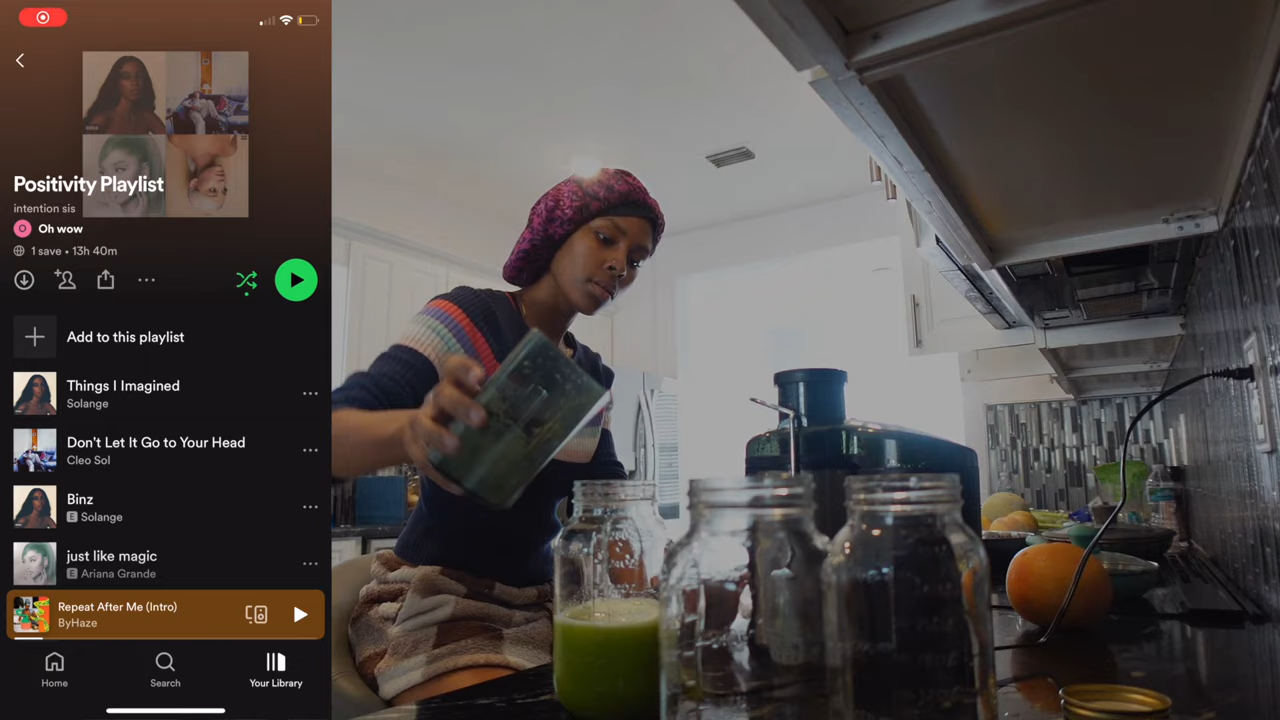 Positivity Playlist
intention sis
O Oh wow
1 save • 13h 40m
Add to this playlist
Things I Imagined
Solange
Don't Let It Go to Your Head
Cleo Sol
Binz
E Solange
just like magic
E Ariana Grande
Repeat After Me (Intro)
ByHaze
Home
Search
Your Library